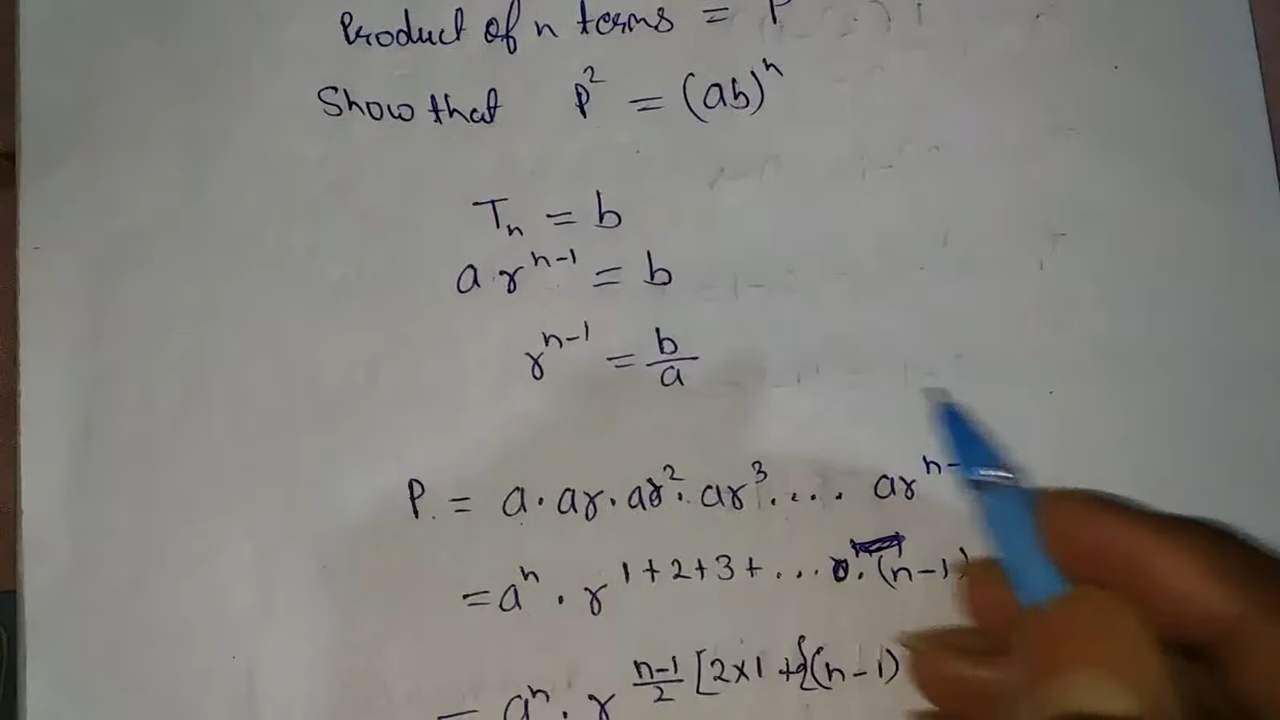 Product of n terms = P
Show that P² = (ab)ⁿ
Tₙ = b
a·rⁿ⁻¹ = b
rⁿ⁻¹ = b/a
P = a·ar·ar²·ar³.... arⁿ⁻
= aⁿ·r^1+2+3+...(n-1)
= aⁿ·r^(n-1)/2 [2×1+{(n-1)